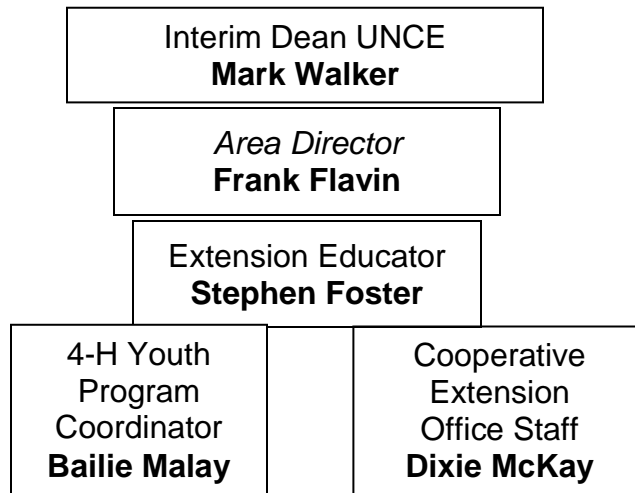 Interim Dean UNCE
Mark Walker
Area Director
Frank Flavin
Extension Educator
Stephen Foster
4-H Youth
Program
Coordinator
Bailie Malay
Cooperative
Extension
Office Staff
Dixie McKay